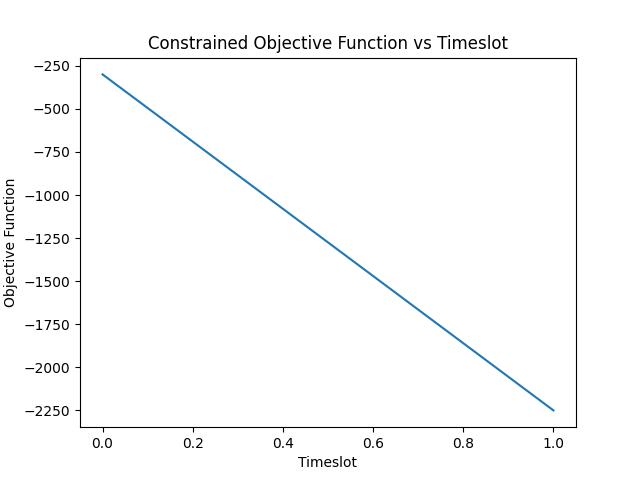 Constrained Objective Function vs Timeslot
−250
−500
−750
−1000
−1250
−1500
−1750
−2000
−2250
Objective Function
0.0 0.2 0.4 0.6 0.8 1.0
Timeslot